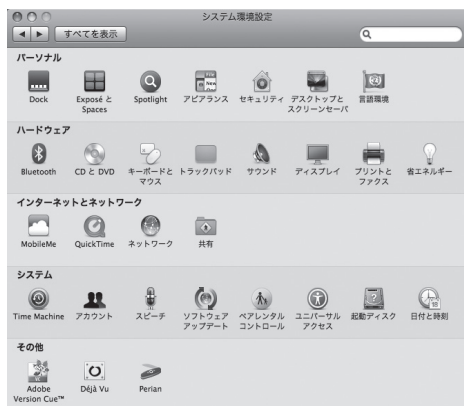 システム環境設定
すべてを表示
パーソナル
Dock
Exposé と
Spaces
Spotlight
アピアランス
セキュリティ
デスクトップと
スクリーンセーバ
言語環境
ハードウェア
Bluetooth
CD と DVD
キーボードと
マウス
トラックパッド
サウンド
ディスプレイ
プリントと
ファクス
省エネルギー
インターネットとネットワーク
MobileMe
QuickTime
ネットワーク
共有
システム
Time Machine
アカウント
スピーチ
ソフトウェア
アップデート
ペアレンタル
コントロール
ユニバーサル
アクセス
起動ディスク
日付と時刻
その他
Adobe
Version Cue™
Déjà Vu
Perian